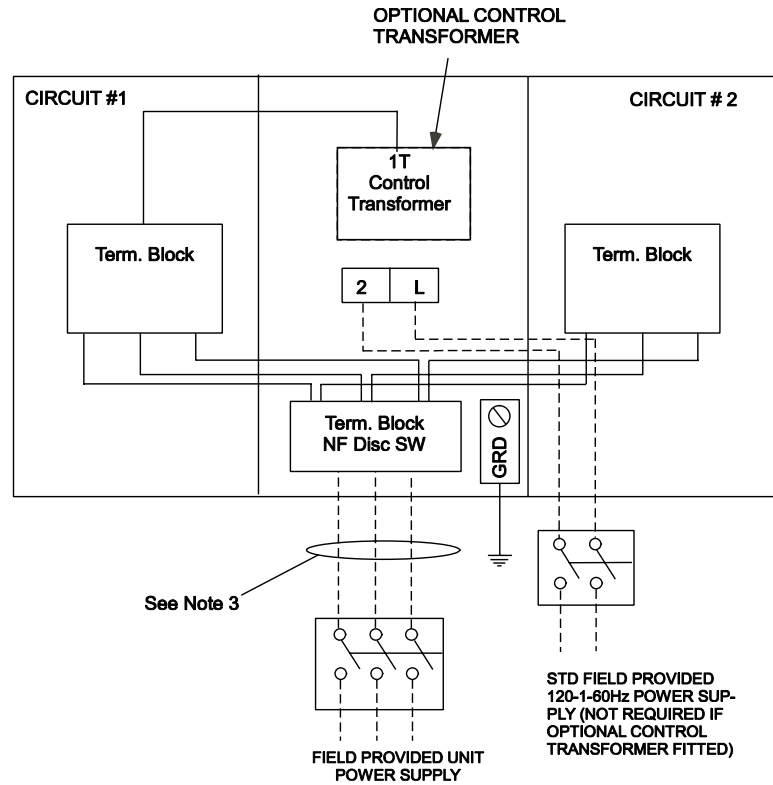 OPTIONAL CONTROL
TRANSFORMER
CIRCUIT #1
CIRCUIT # 2
1T
Control
Transformer
Term. Block
Term. Block
2
L
Term. Block
NF Disc SW
GRD
See Note 3
STD FIELD PROVIDED
120-1-60Hz POWER SUP-
PLY (NOT REQUIRED IF
OPTIONAL CONTROL
TRANSFORMER FITTED)
FIELD PROVIDED UNIT
POWER SUPPLY